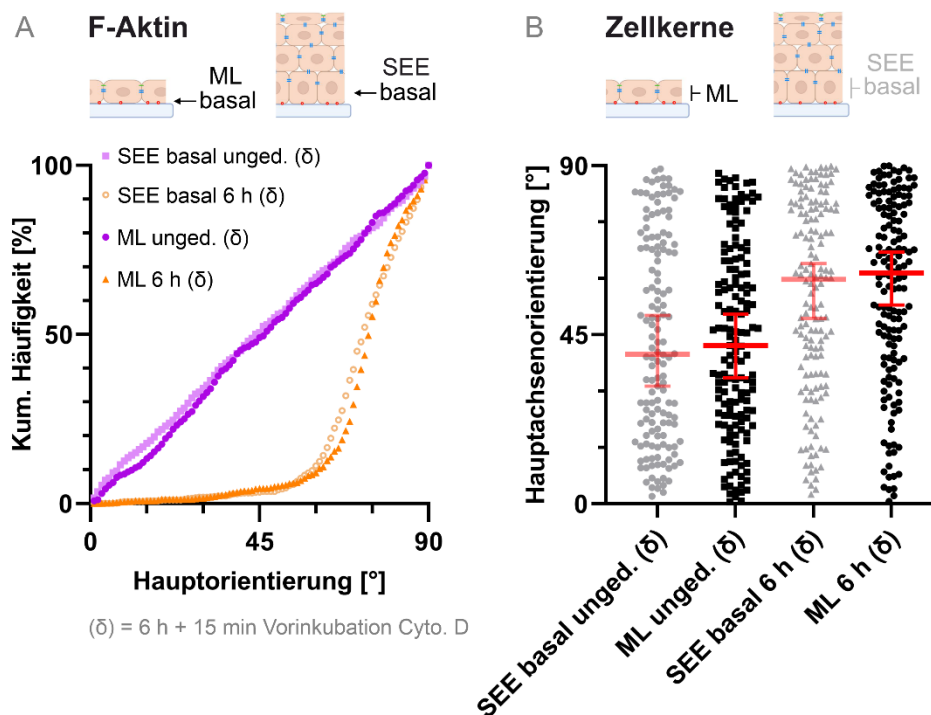 A F-Aktin
ML
basal
SEE
basal
Kum. Häufigkeit [%]
100
50
0
SEE basal unged. (δ)
SEE basal 6 h (δ)
ML unged. (δ)
ML 6 h (δ)
0 45 90
Hauptorientierung [°]
(δ) = 6 h + 15 min Vorinkubation Cyto. D
B Zellkerne
ML
SEE
basal
Hauptachsenorientierung [°]
90
45
0
SEE basal unged. (δ)
ML unged. (δ)
SEE basal 6 h (δ)
ML 6 h (δ)